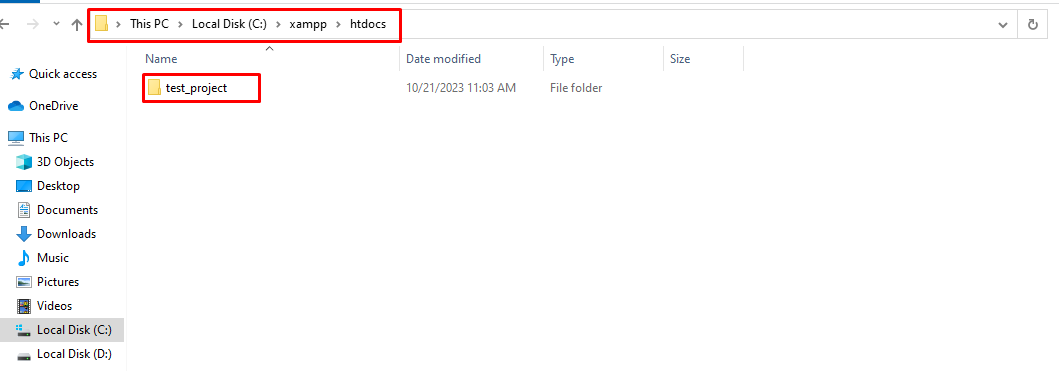 This PC > Local Disk (C:) > xampp > htdocs
Name Date modified Type Size
test_project 10/21/2023 11:03 AM File folder
Quick access
OneDrive
This PC
3D Objects
Desktop
Documents
Downloads
Music
Pictures
Videos
Local Disk (C:)
Local Disk (D:)